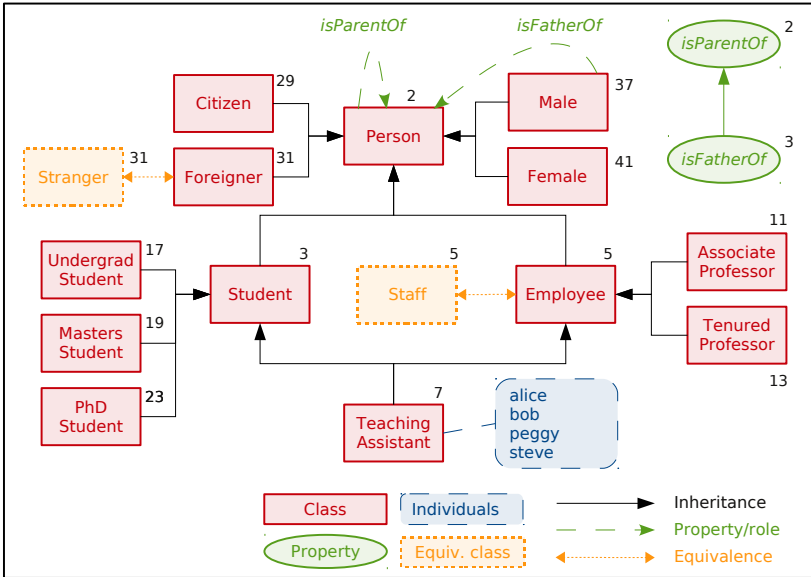 isParentOf
isFatherOf
2
isParentOf
29
Citizen
2
Person
37
Male
31
Stranger
31
Foreigner
41
Female
3
isFatherOf
17
Undergrad
Student
3
Student
5
Staff
5
Employee
11
Associate
Professor
19
Masters
Student
Tenured
Professor
13
23
PhD
Student
7
Teaching
Assistant
alice
bob
peggy
steve
Class
Individuals
Inheritance
Property/role
Property
Equiv. class
Equivalence